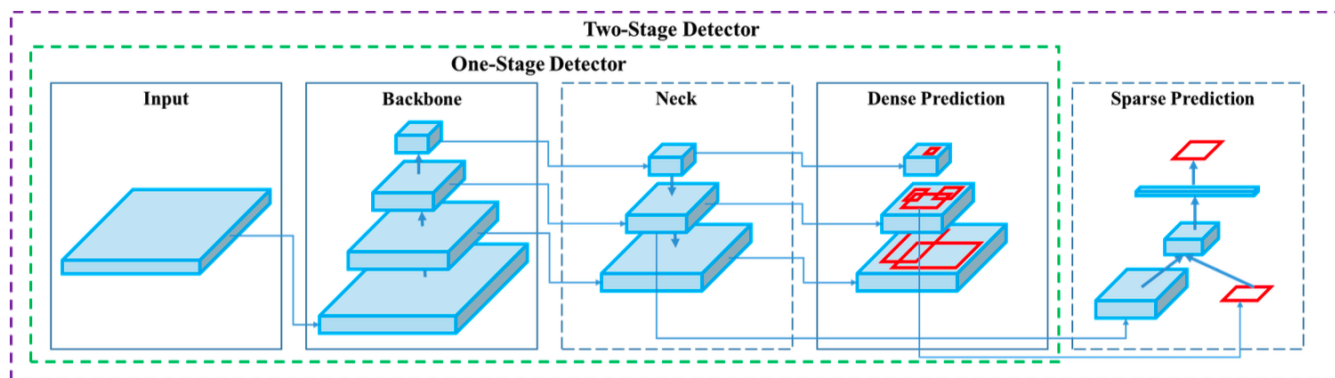 Two-Stage Detector
One-Stage Detector
Input
Backbone
Neck
Dense Prediction
Sparse Prediction